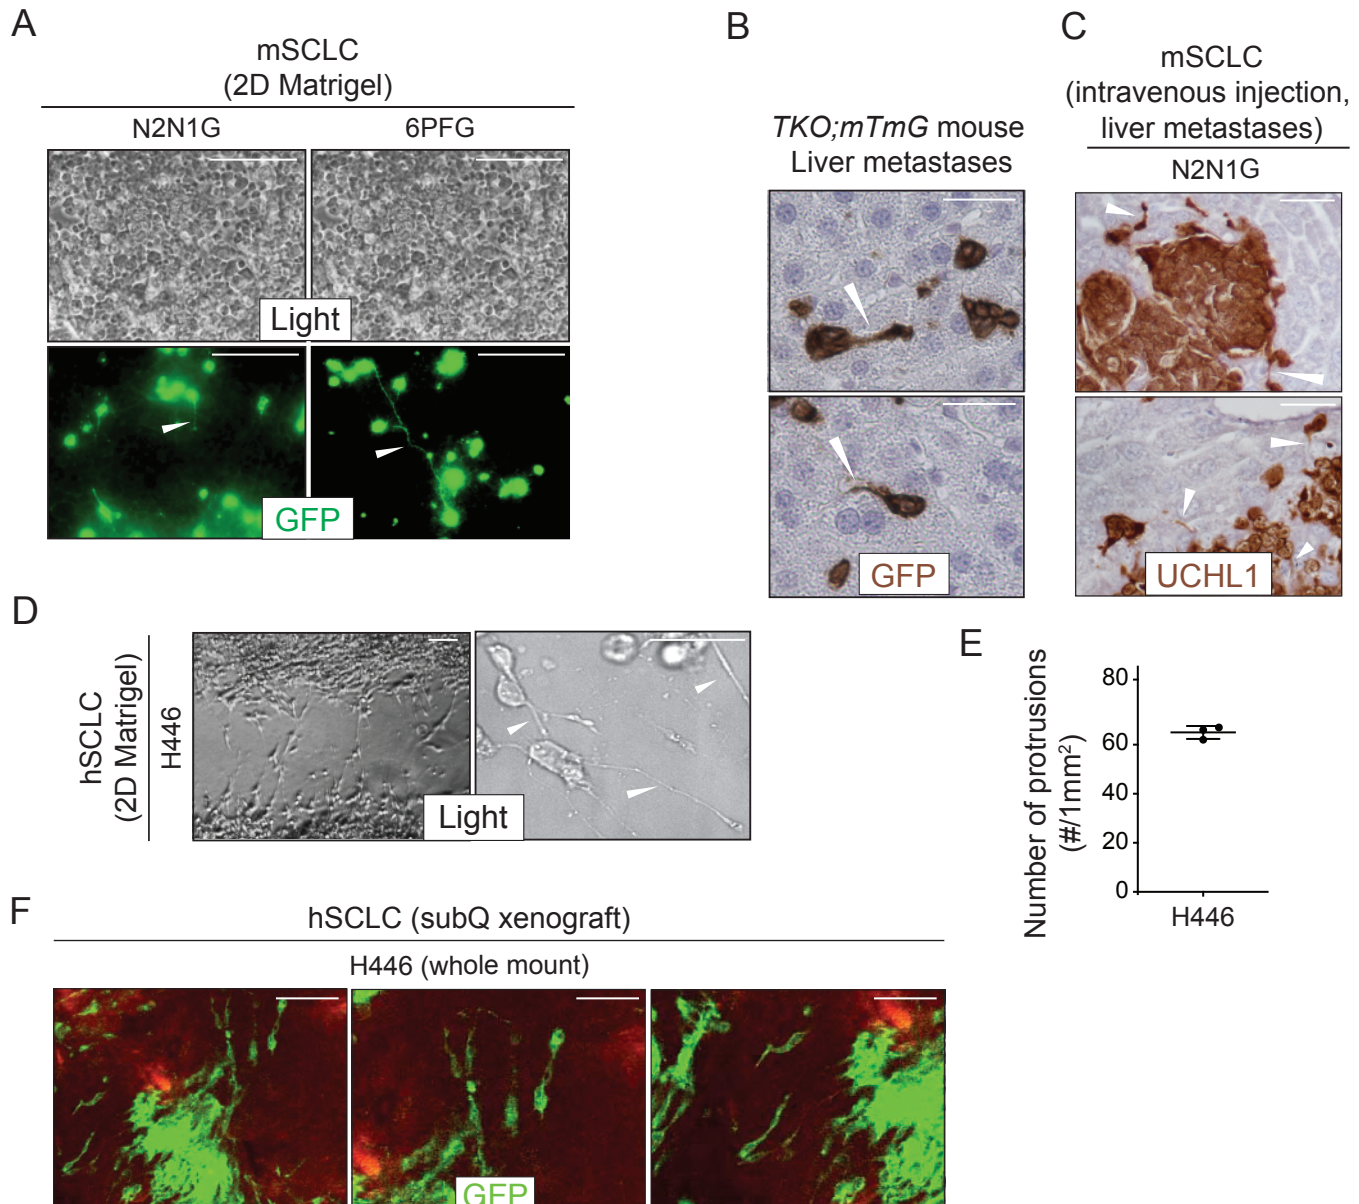 A
mSCLC
(2D Matrigel)
N2N1G
6PFG
Light
GFP
B
TKO;mTmG mouse
Liver metastases
GFP
C
mSCLC
(intravenous injection,
liver metastases)
N2N1G
UCHL1
D
hSCLC
(2D Matrigel)
H446
Light
E
Number of protrusions
(#/1mm²)
80
60
40
20
0
H446
F
hSCLC (subQ xenograft)
H446 (whole mount)
GFP